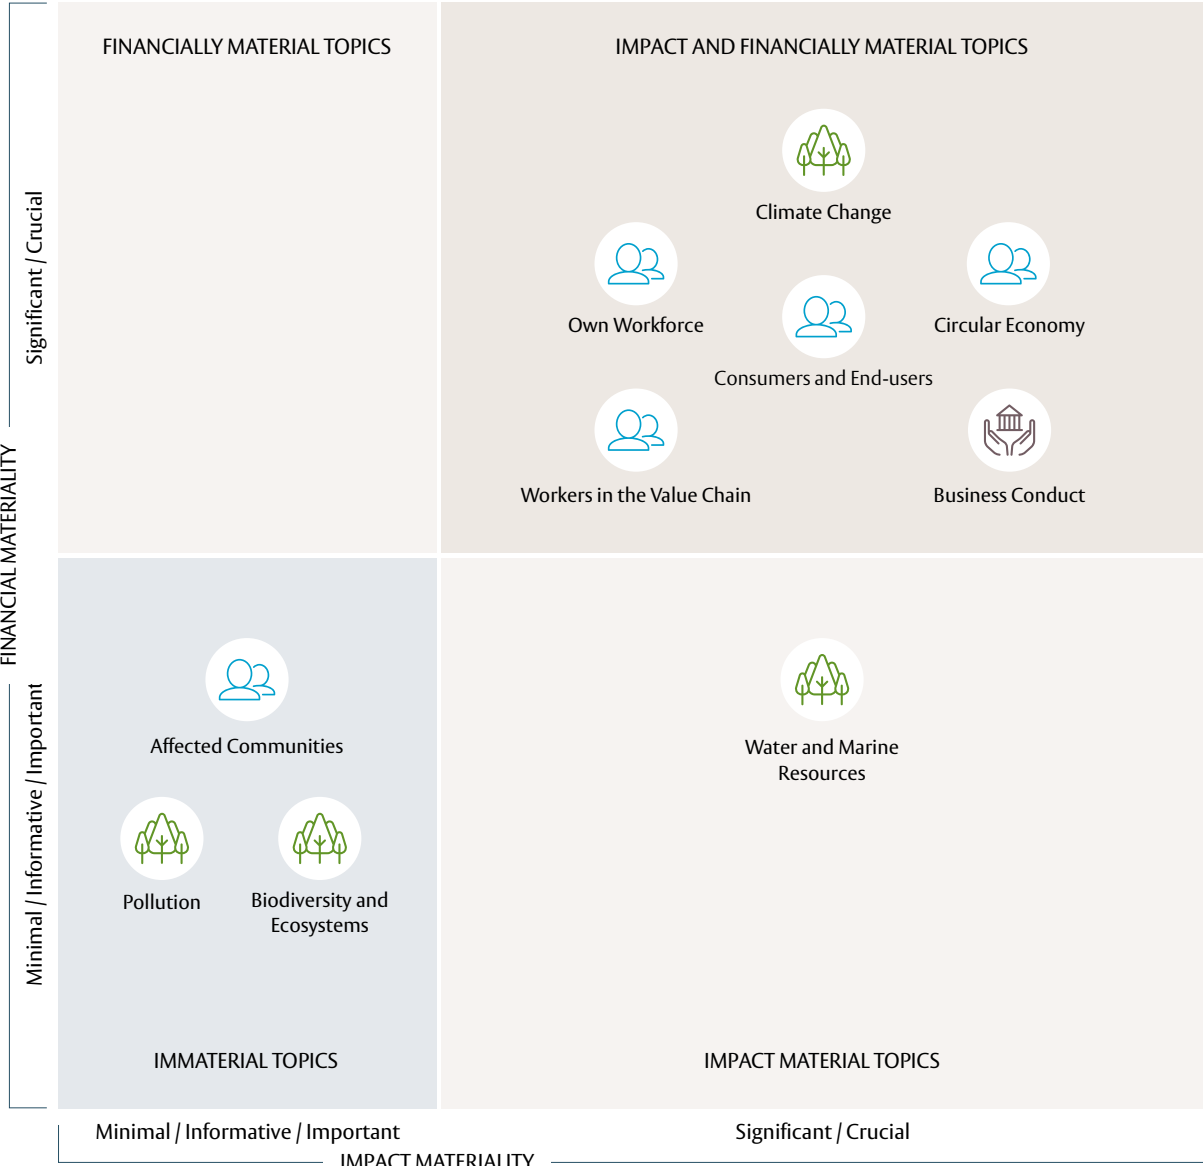 FINANCIALLY MATERIAL TOPICS
IMPACT AND FINANCIALLY MATERIAL TOPICS
Climate Change
Own Workforce
Circular Economy
Consumers and End-users
Workers in the Value Chain
Business Conduct
Significant / Crucial
FINANCIAL MATERIALITY
Minimal / Informative / Important
Affected Communities
Water and Marine
Resources
Pollution
Biodiversity and
Ecosystems
IMMATERIAL TOPICS
IMPACT MATERIAL TOPICS
Minimal / Informative / Important
Significant / Crucial
IMPACT MATERIALITY